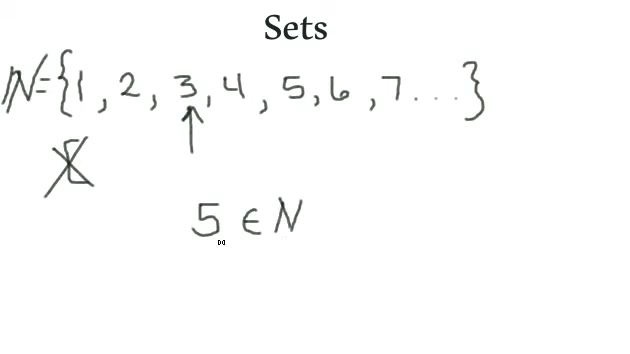 Sets
N={1, 2, 3, 4, 5, 6, 7...}
5 ∈ N